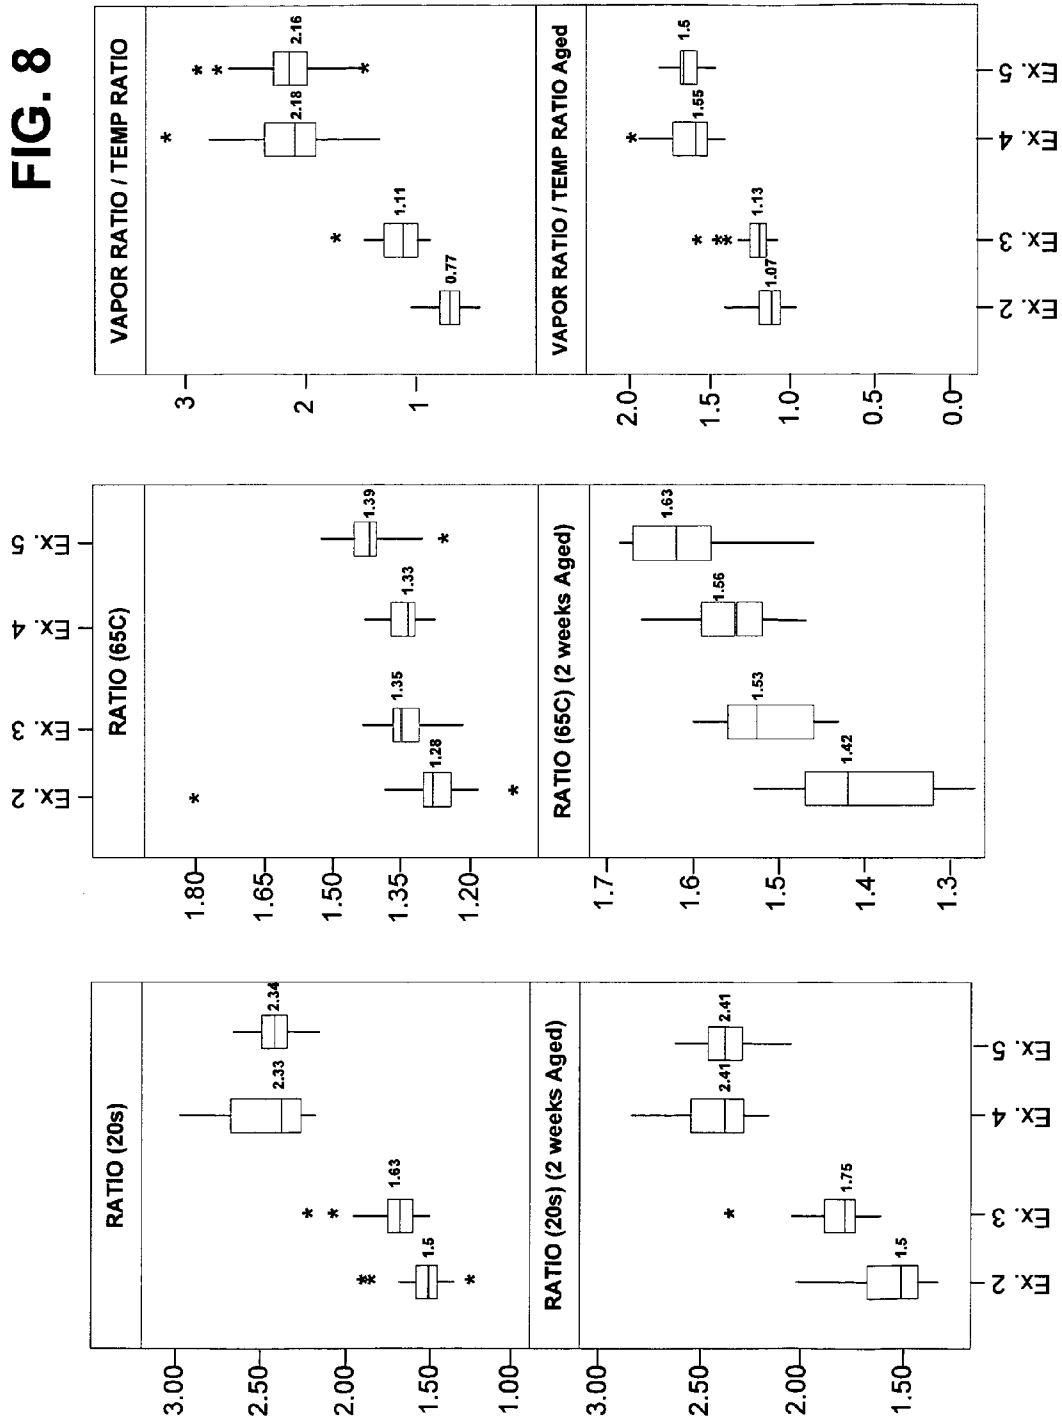 FIG. 8
RATIO (20s)
3.00
2.50
2.00
1.50
1.00
1.5
1.63
2.33
2.34
RATIO (20s) (2 weeks Aged)
3.00
2.50
2.00
1.50
1.5
1.75
2.41
2.41
Ex. 2
Ex. 3
Ex. 4
Ex. 5
Ex. 2
Ex. 3
Ex. 4
Ex. 5
RATIO (65C)
1.80
1.65
1.50
1.35
1.20
1.28
1.35
1.33
1.39
RATIO (65C) (2 weeks Aged)
1.7
1.6
1.5
1.4
1.3
1.42
1.53
1.56
1.63
VAPOR RATIO / TEMP RATIO
3
2
1
0.77
1.11
2.18
2.16
VAPOR RATIO / TEMP RATIO Aged
2.0
1.5
1.0
0.5
0.0
1.07
1.13
1.55
1.5
Ex. 2
Ex. 3
Ex. 4
Ex. 5